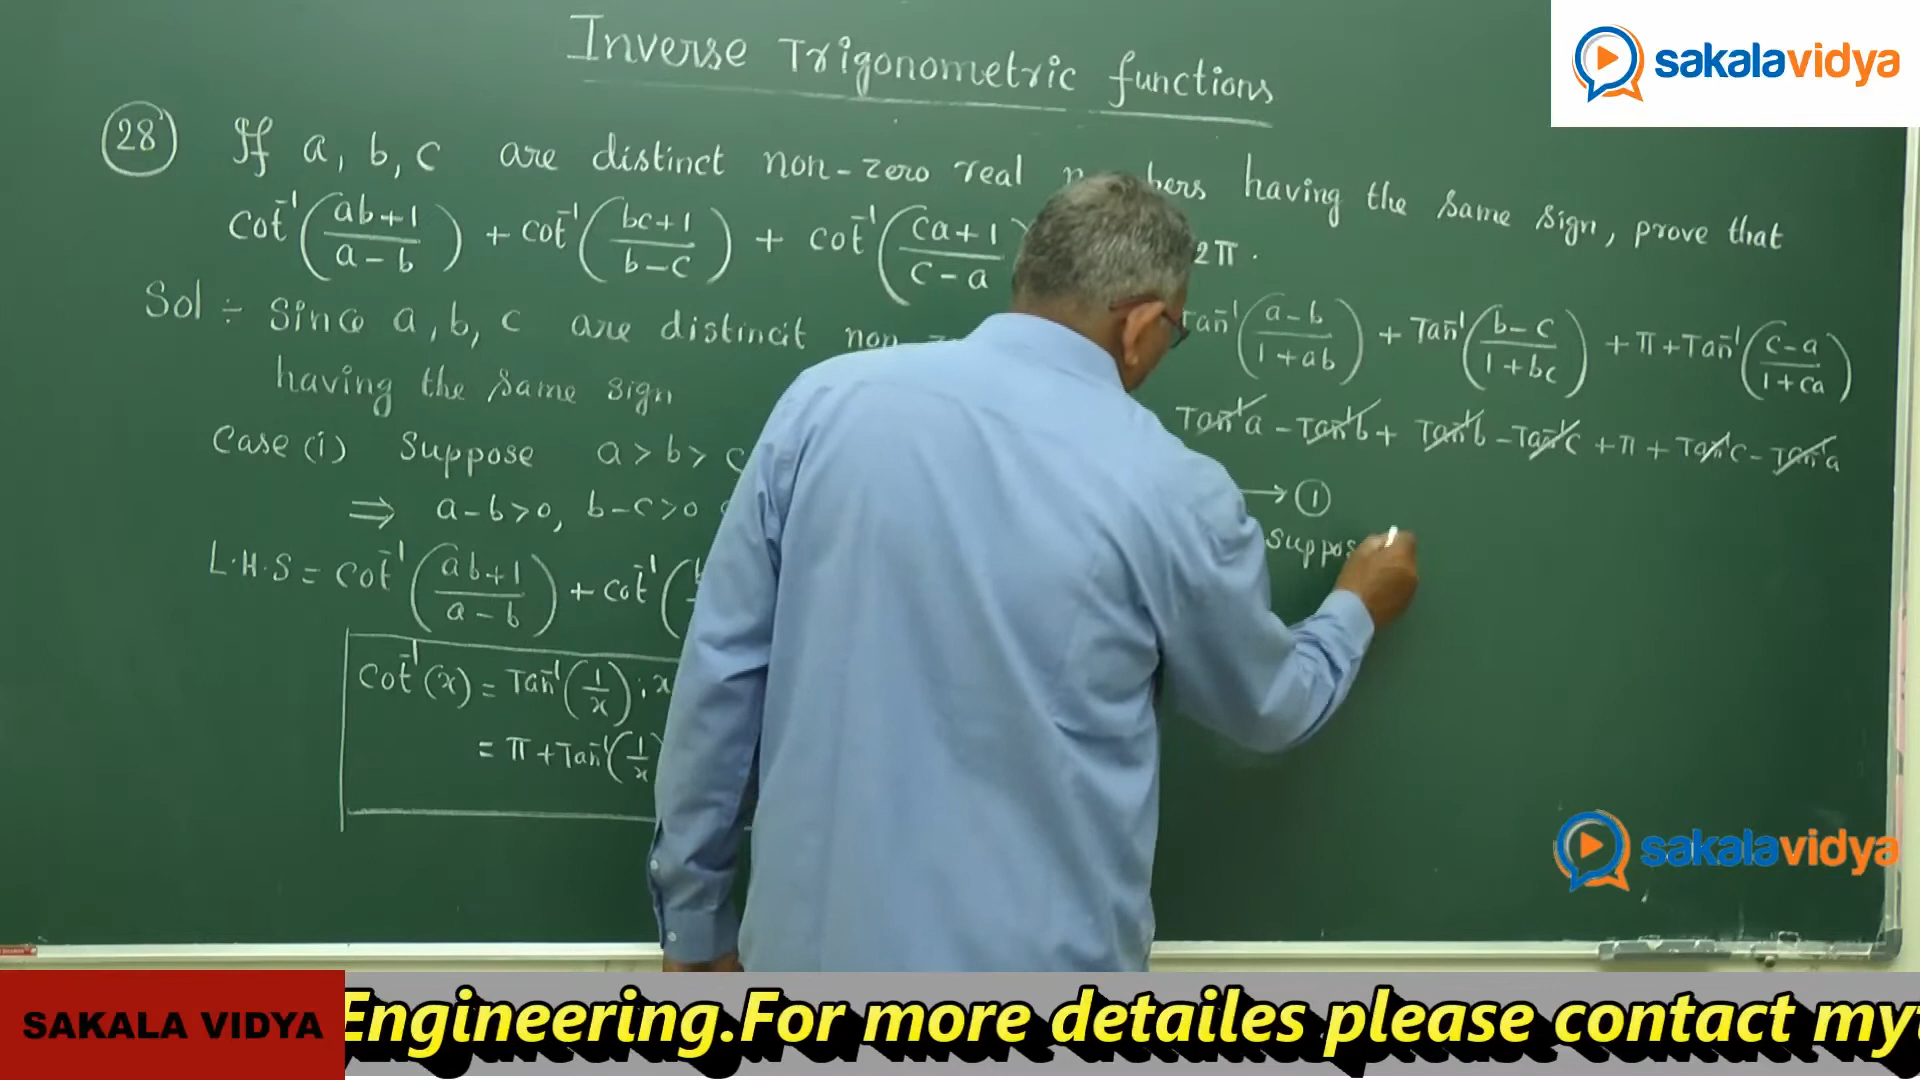 Inverse Trigonometric functions
sakalavidya
28 If a, b, c are distinct non-zero real having the same sign, prove that
cot⁻¹((ab+1)/(a-b)) + cot⁻¹((bc+1)/(b-c)) + cot⁻¹((ca+1)/(c-a)) 2π.
Sol ÷ Since a, b, c are distinct non
having the same sign
Case (i) Suppose a > b > c
⇒ a-b>0, b-c>0
L.H.S = cot⁻¹((ab+1)/(a-b)) + cot⁻¹(
cot⁻¹(x) = Tan⁻¹(1/x); x
= π + Tan⁻¹(1/x)
Tan⁻¹((a-b)/(1+ab)) + Tan⁻¹((b-c)/(1+bc)) + π + Tan⁻¹((c-a)/(1+ca))
Tan⁻¹a - Tan⁻¹b + Tan⁻¹b - Tan⁻¹c + π + Tan⁻¹c - Tan⁻¹a
→ ①
sakalavidya
SAKALA VIDYA
Engineering.For more detailes please contact